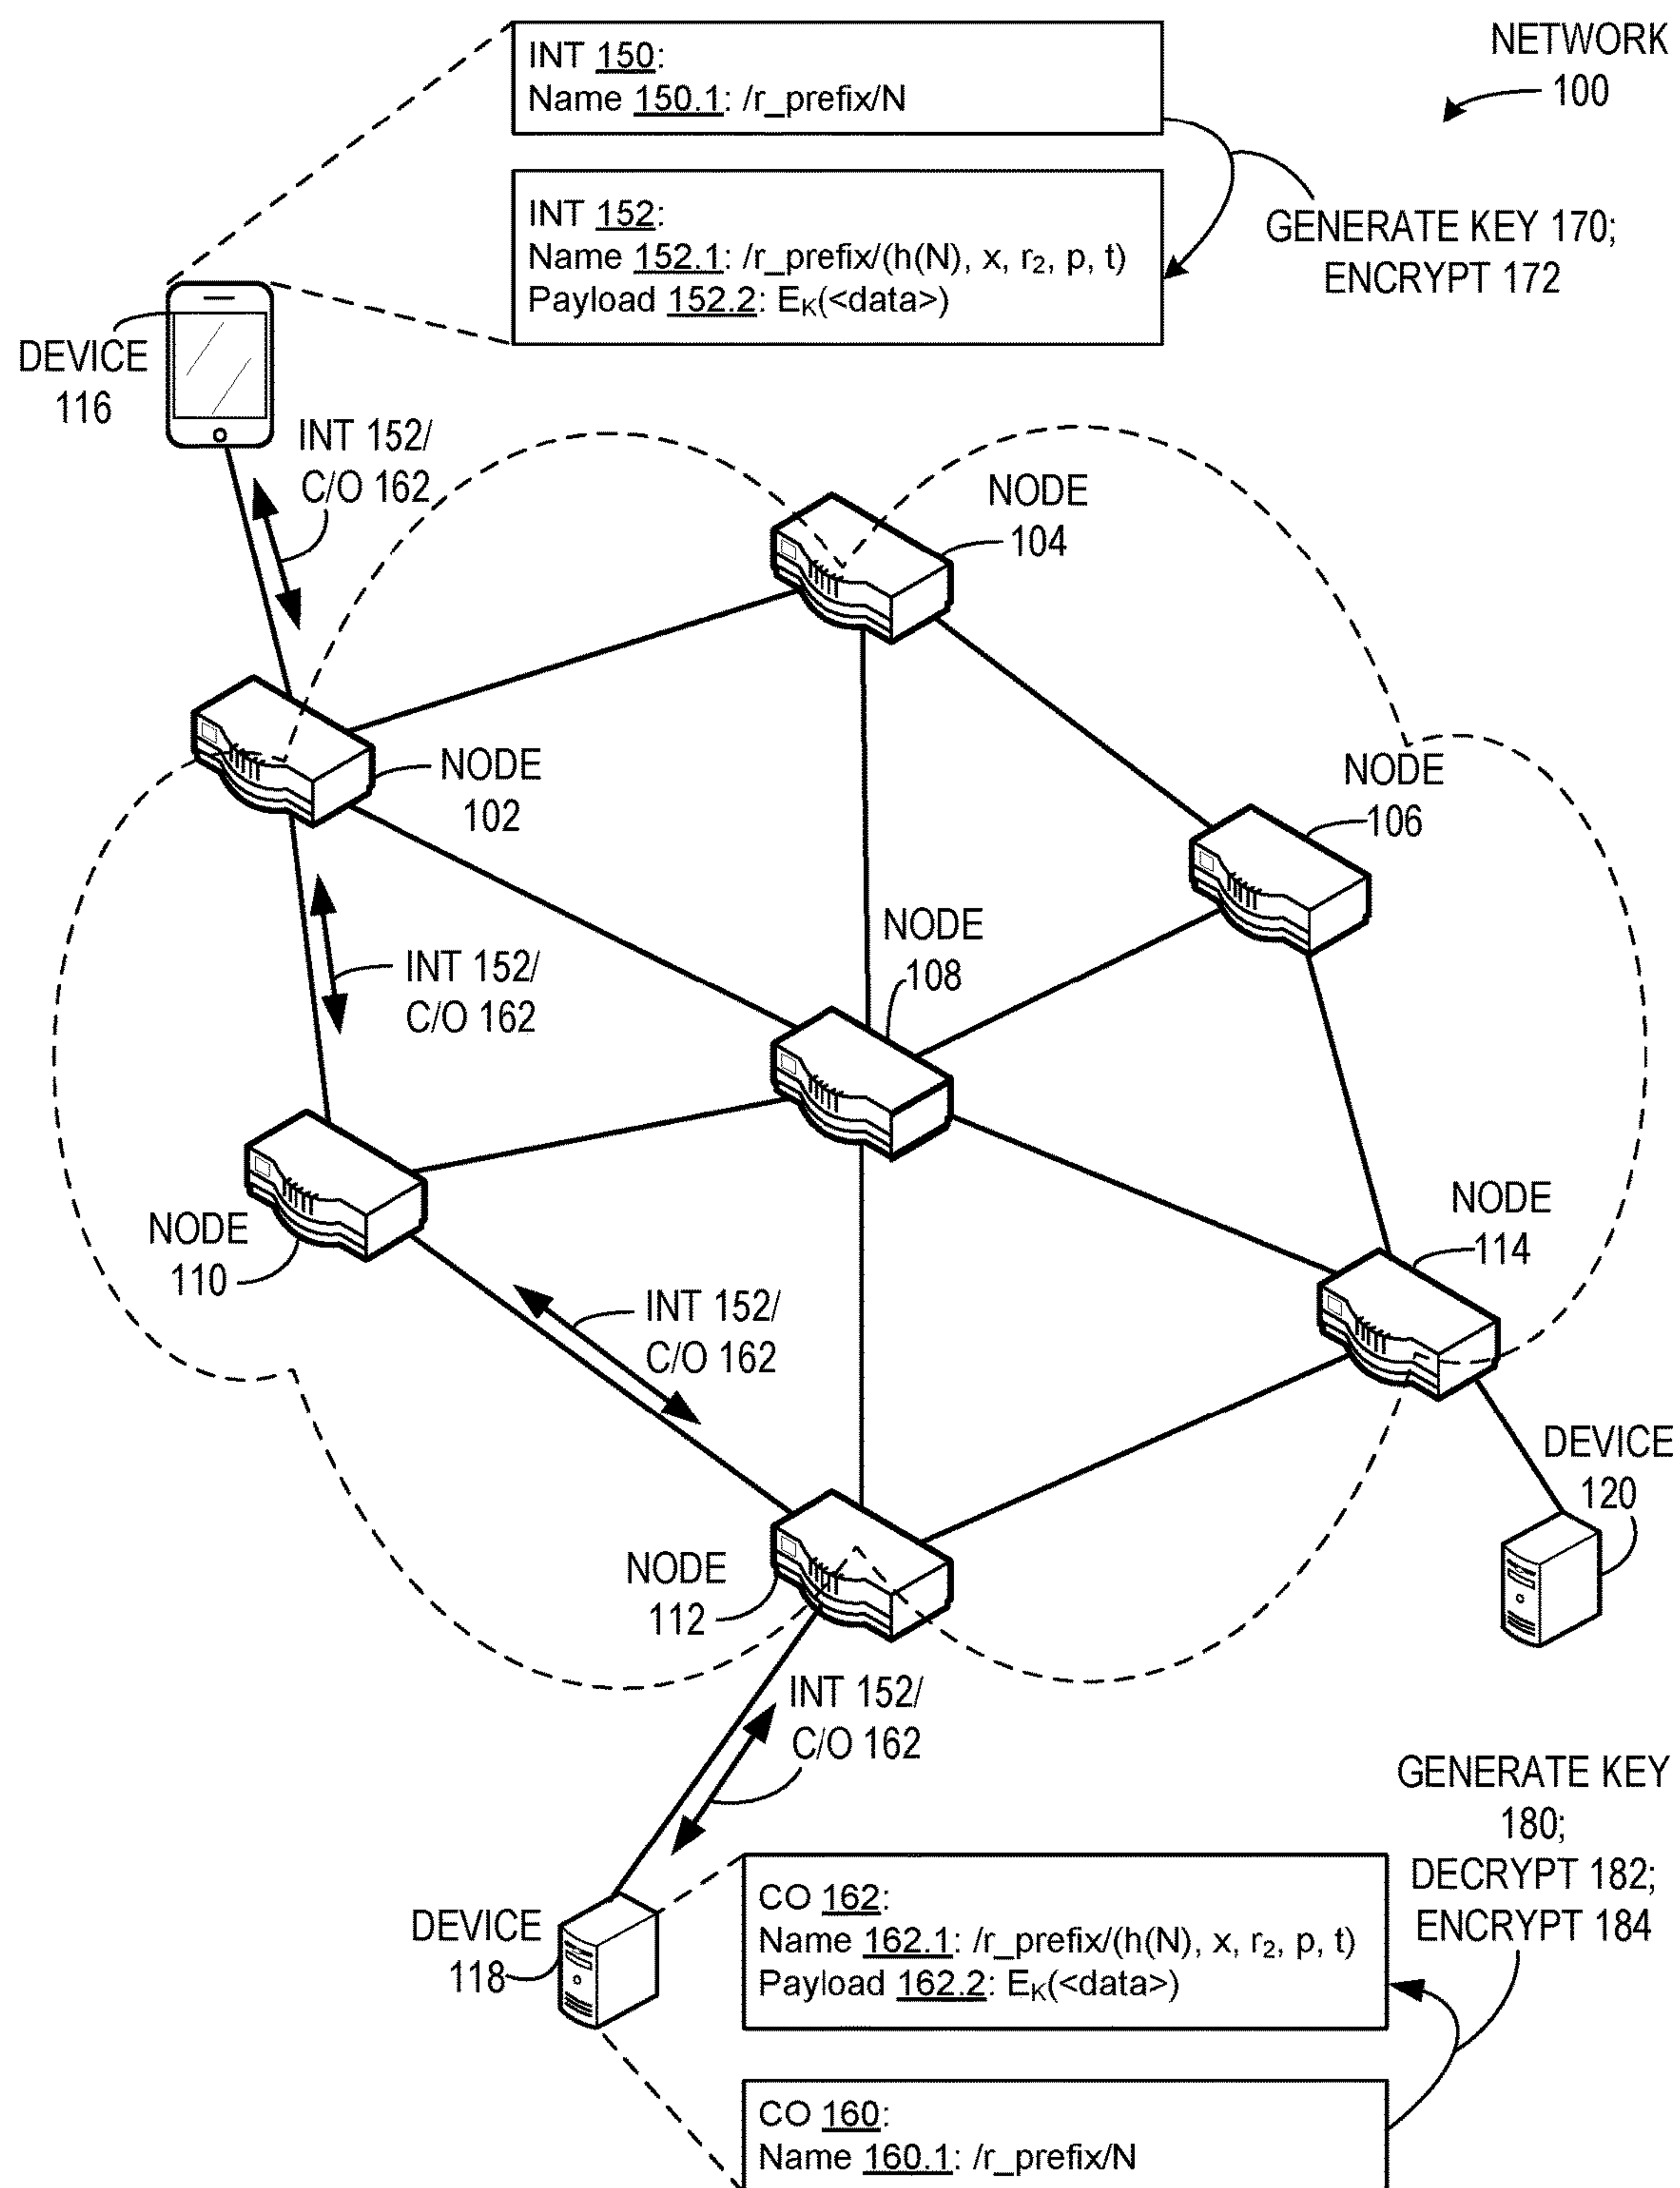 NETWORK
100
INT 150:
Name 150.1: /r_prefix/N
INT 152:
Name 152.1: /r_prefix/(h(N), x, r₂, p, t)
Payload 152.2: E_K(<data>)
GENERATE KEY 170;
ENCRYPT 172
DEVICE
116
INT 152/
C/O 162
NODE
104
NODE
102
NODE
106
NODE
108
INT 152/
C/O 162
NODE
110
NODE
114
INT 152/
C/O 162
DEVICE
120
NODE
112
INT 152/
C/O 162
GENERATE KEY
180;
DECRYPT 182;
ENCRYPT 184
DEVICE
118
CO 162:
Name 162.1: /r_prefix/(h(N), x, r₂, p, t)
Payload 162.2: E_K(<data>)
CO 160:
Name 160.1: /r_prefix/N